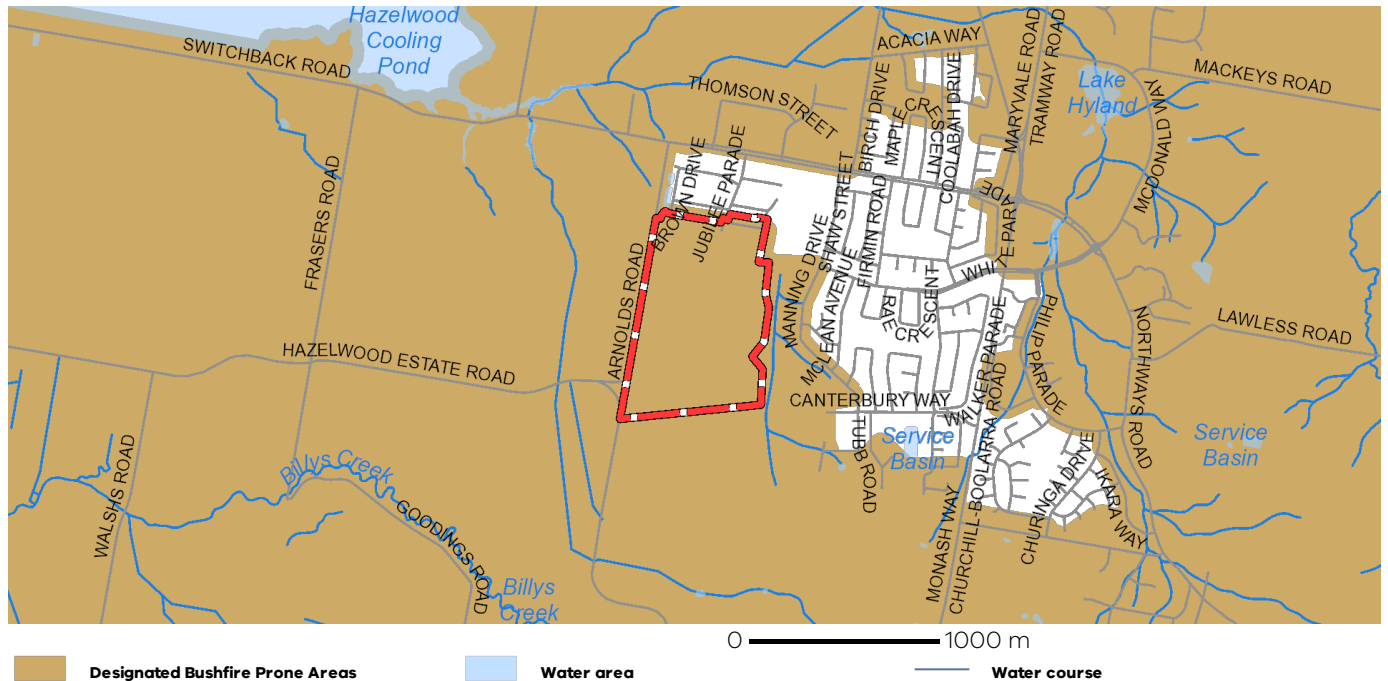 Hazelwood
Cooling
Pond
SWITCHBACK ROAD
ACACIA WAY
MACKEYS ROAD
THOMSON STREET
Lake
Hyland
MARYVALE ROAD
TRAMWAY ROAD
MCDONALD WAY
BIRCH DRIVE
MAPLE
CRESCENT
COOLABAH DRIVE
BROWN DRIVE
JUBILEE PARADE
SHAW STREET
FIRMIN ROAD
WHITE PARADE
PARADE
FRASERS ROAD
ARNOLDS ROAD
MANNING DRIVE
MCLEAN AVENUE
RAE
CRESCENT
PHILIP PARADE
NORTHWAYS ROAD
LAWLESS ROAD
HAZELWOOD ESTATE ROAD
CANTERBURY WAY
WALKER PARADE
TUBB ROAD
Service
Basin
Service
Basin
WALSHS ROAD
Billys Creek
GOODINGS ROAD
Billys
Creek
MONASH WAY
CHURCHILL-BOOLARRA ROAD
CHURINGA DRIVE
IKARA WAY
0 1000 m
Designated Bushfire Prone Areas
Water area
Water course